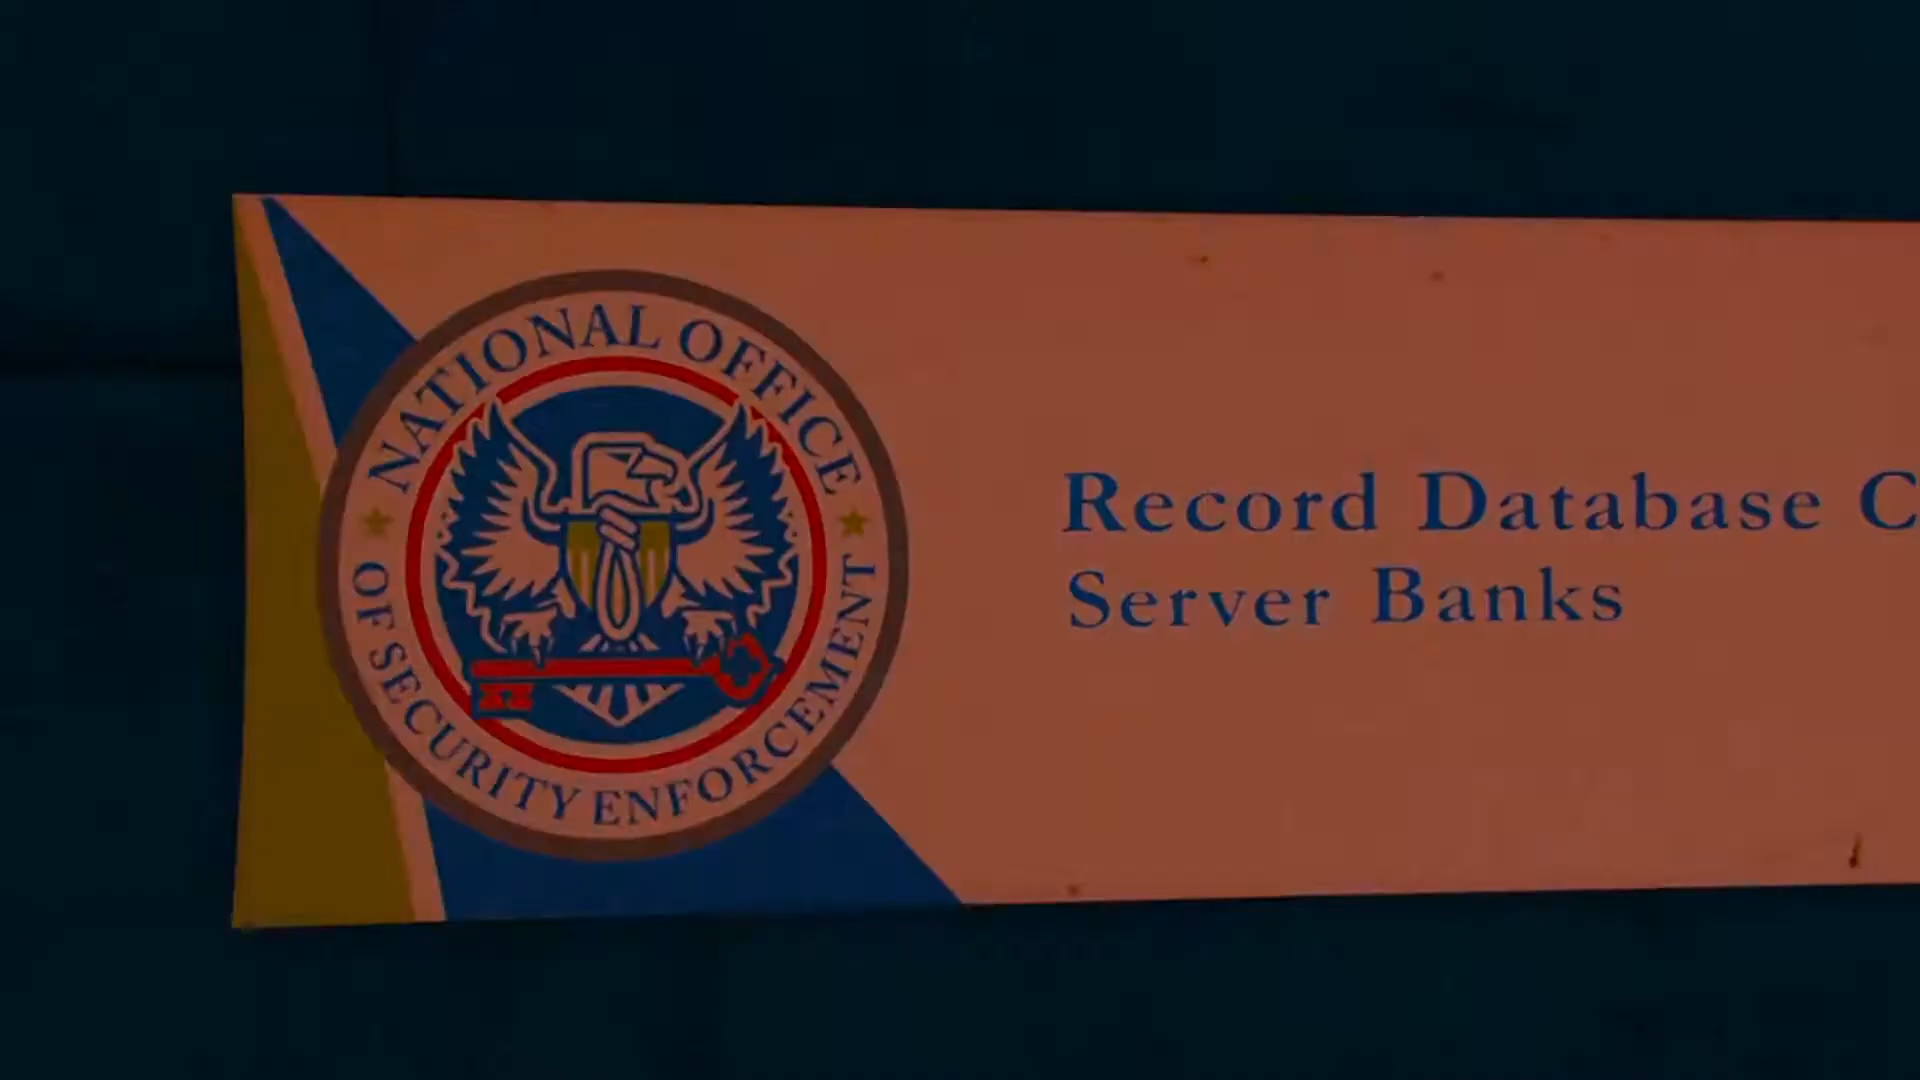 NATIONAL OFFICE
OF SECURITY ENFORCEMENT
Record Database C
Server Banks